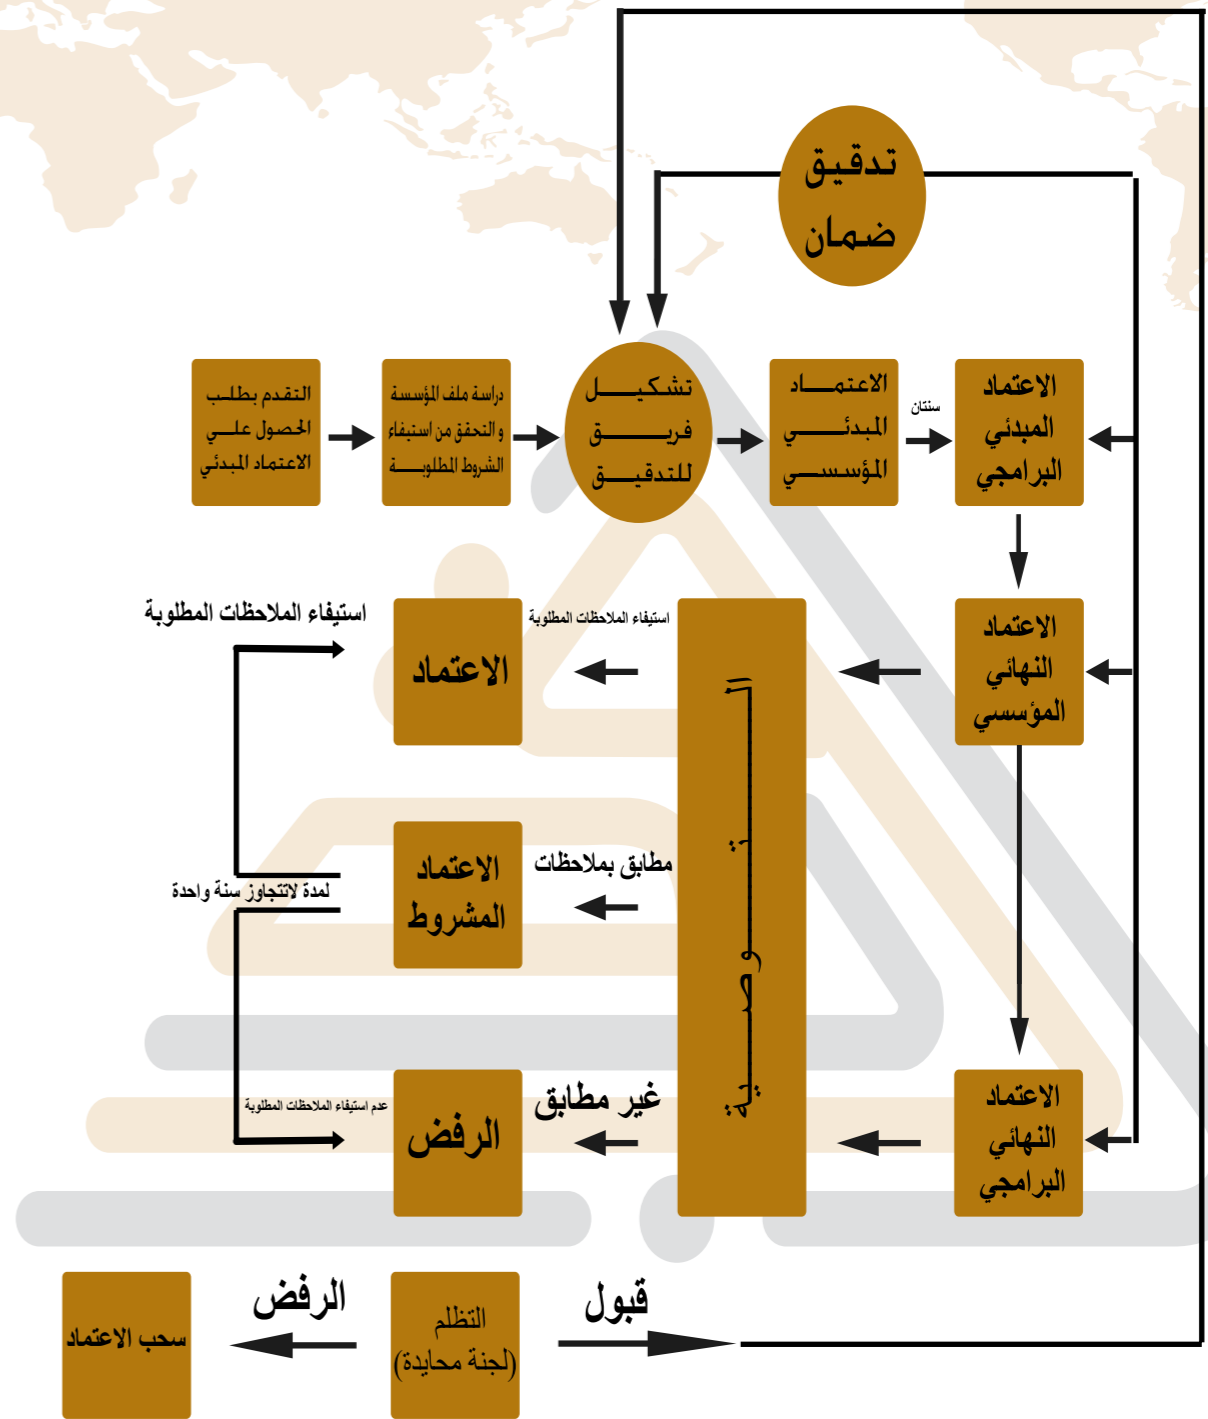 تدقيق
ضمان
التقدم بطلب
الحصول علي
الاعتماد المبدئي
دراسة ملف المؤسسة
و التحقق من استيفاء
الشروط المطلوبة
تشكيل
فريق
للتدقيق
الاعتماد
المبدئي
المؤسسي
سنتان
الاعتماد
المبدئي
البرامجي
الاعتماد
النهائي
المؤسسي
التوصية
استيفاء الملاحظات المطلوبة
الاعتماد
استيفاء الملاحظات المطلوبة
مطابق بملاحظات
الاعتماد
المشروط
لمدة لاتتجاوز سنة واحدة
الاعتماد
النهائي
البرامجي
غير مطابق
الرفض
عدم استيفاء الملاحظات المطلوبة
قبول
التظلم
(لجنة محايدة)
الرفض
سحب الاعتماد